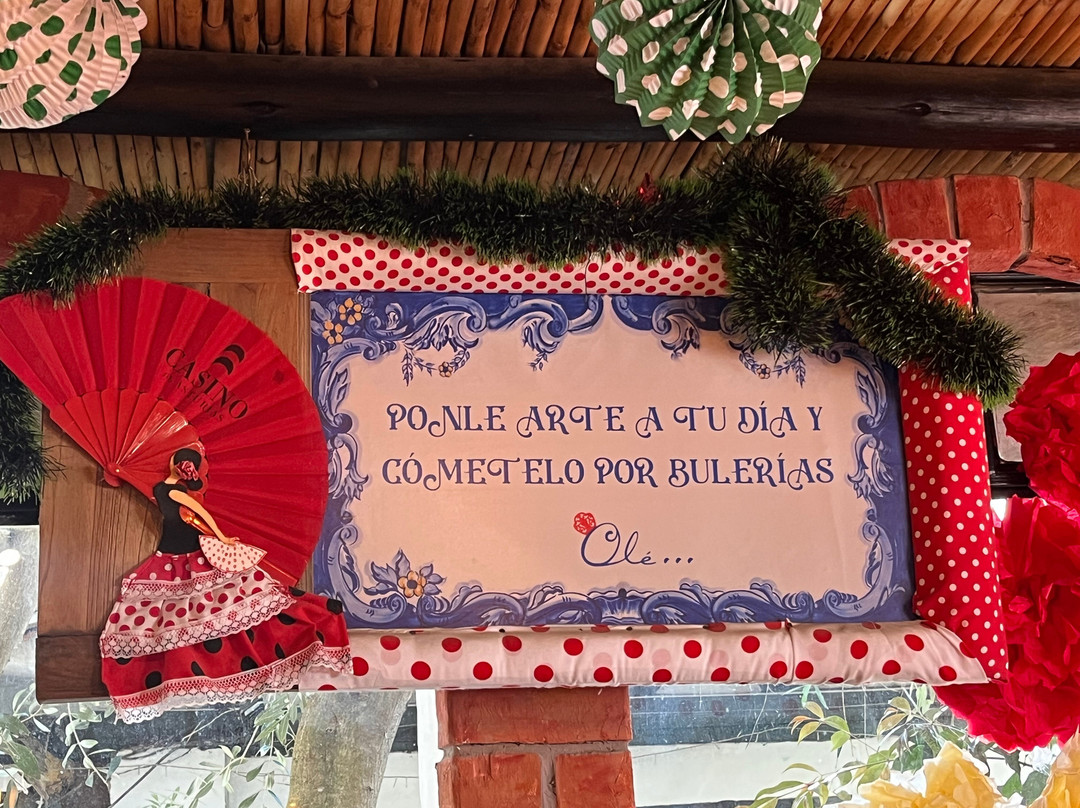 CASINO
PONLE ARTE A TU DÍA Y
CÓMETELO POR BULERÍAS
Olé...